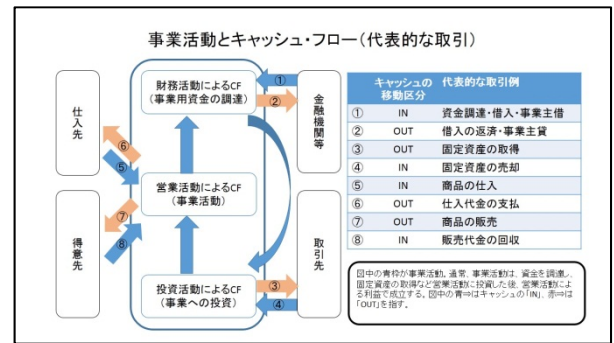 事業活動とキャッシュ・フロー(代表的な取引)
仕入先
得意先
財務活動によるCF
(事業用資金の調達)
営業活動によるCF
(事業活動)
投資活動によるCF
(事業への投資)
①
②
⑥
⑤
⑦
⑧
③
④
金融機関等
取引先
キャッシュの移動区分 代表的な取引例
① IN 資金調達・借入・事業主借
② OUT 借入の返済・事業主貸
③ OUT 固定資産の取得
④ IN 固定資産の売却
⑤ IN 商品の仕入
⑥ OUT 仕入代金の支払
⑦ OUT 商品の販売
⑧ IN 販売代金の回収
図中の青枠が事業活動。通常、事業活動は、資金を調達し、
固定資産の取得など営業活動に投資した後、営業活動によ
る利益で成立する。図中の青⇒はキャッシュの「IN」、赤⇒は
「OUT」を指す。